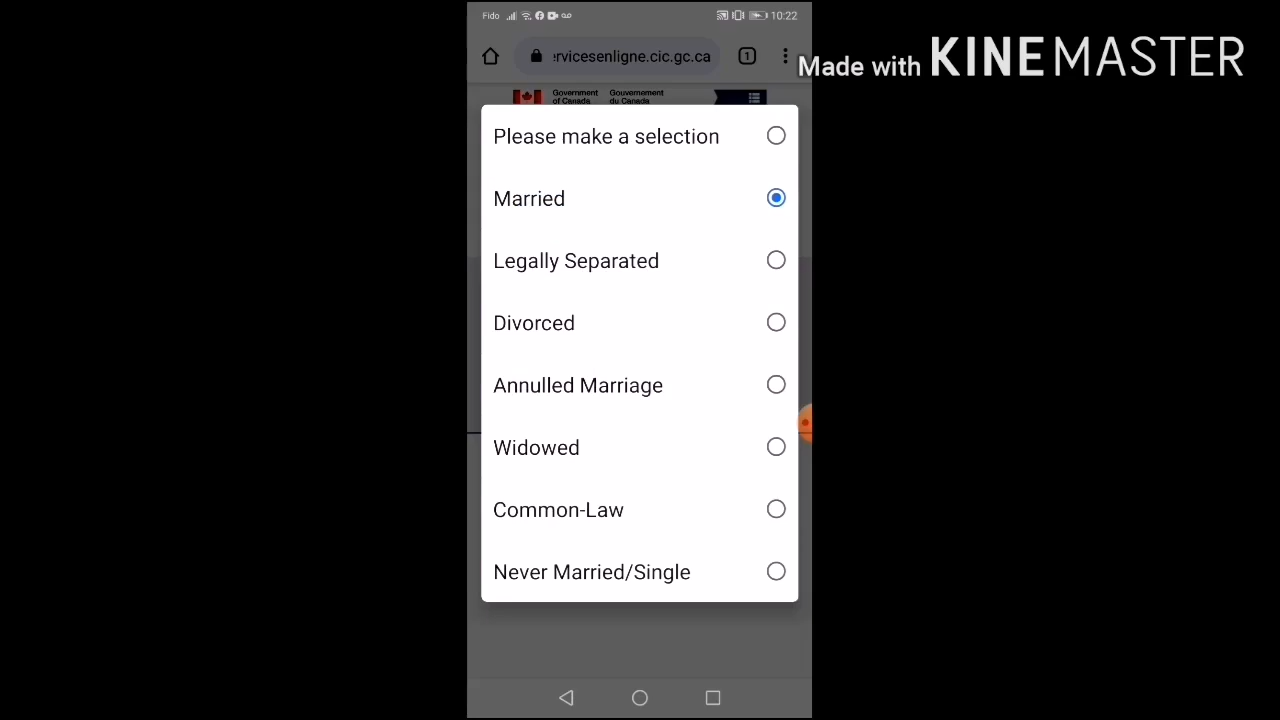 Fido 10:22
ervicesenligne.cic.gc.ca 1
Made with KINEMASTER
Government Gouvernement
of Canada du Canada
Please make a selection
Married
Legally Separated
Divorced
Annulled Marriage
Widowed
Common-Law
Never Married/Single